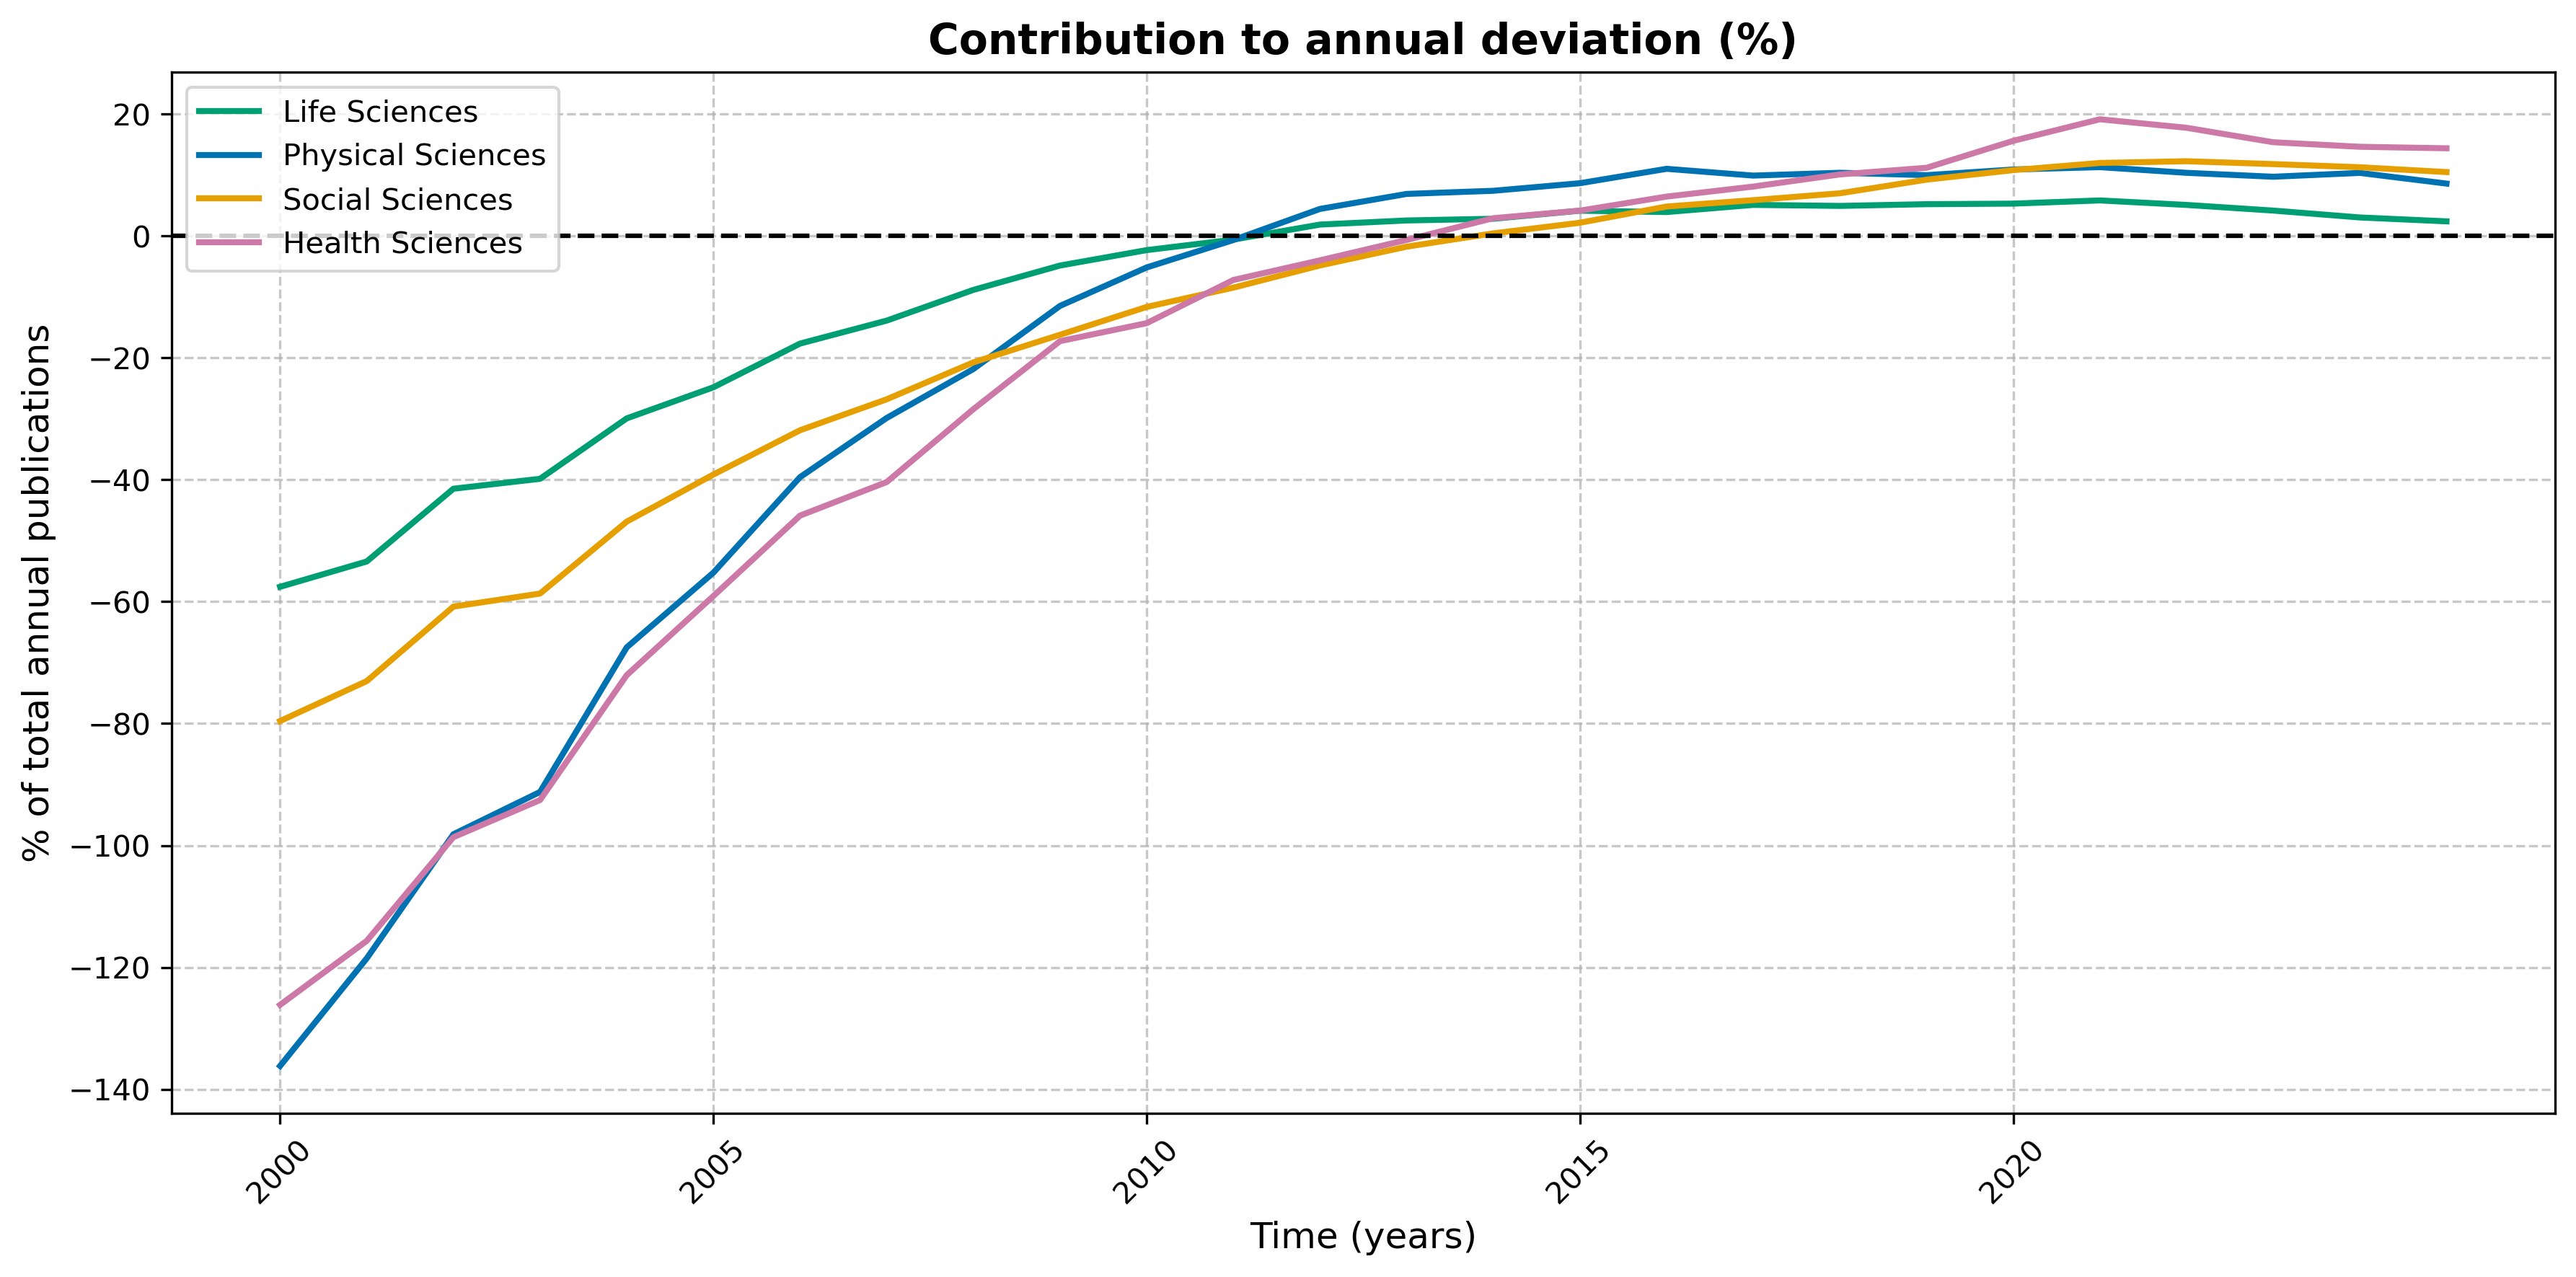 Contribution to annual deviation (%)
Life Sciences
Physical Sciences
Social Sciences
Health Sciences
% of total annual publications
20
0
−20
−40
−60
−80
−100
−120
−140
2000
2005
2010
2015
2020
Time (years)